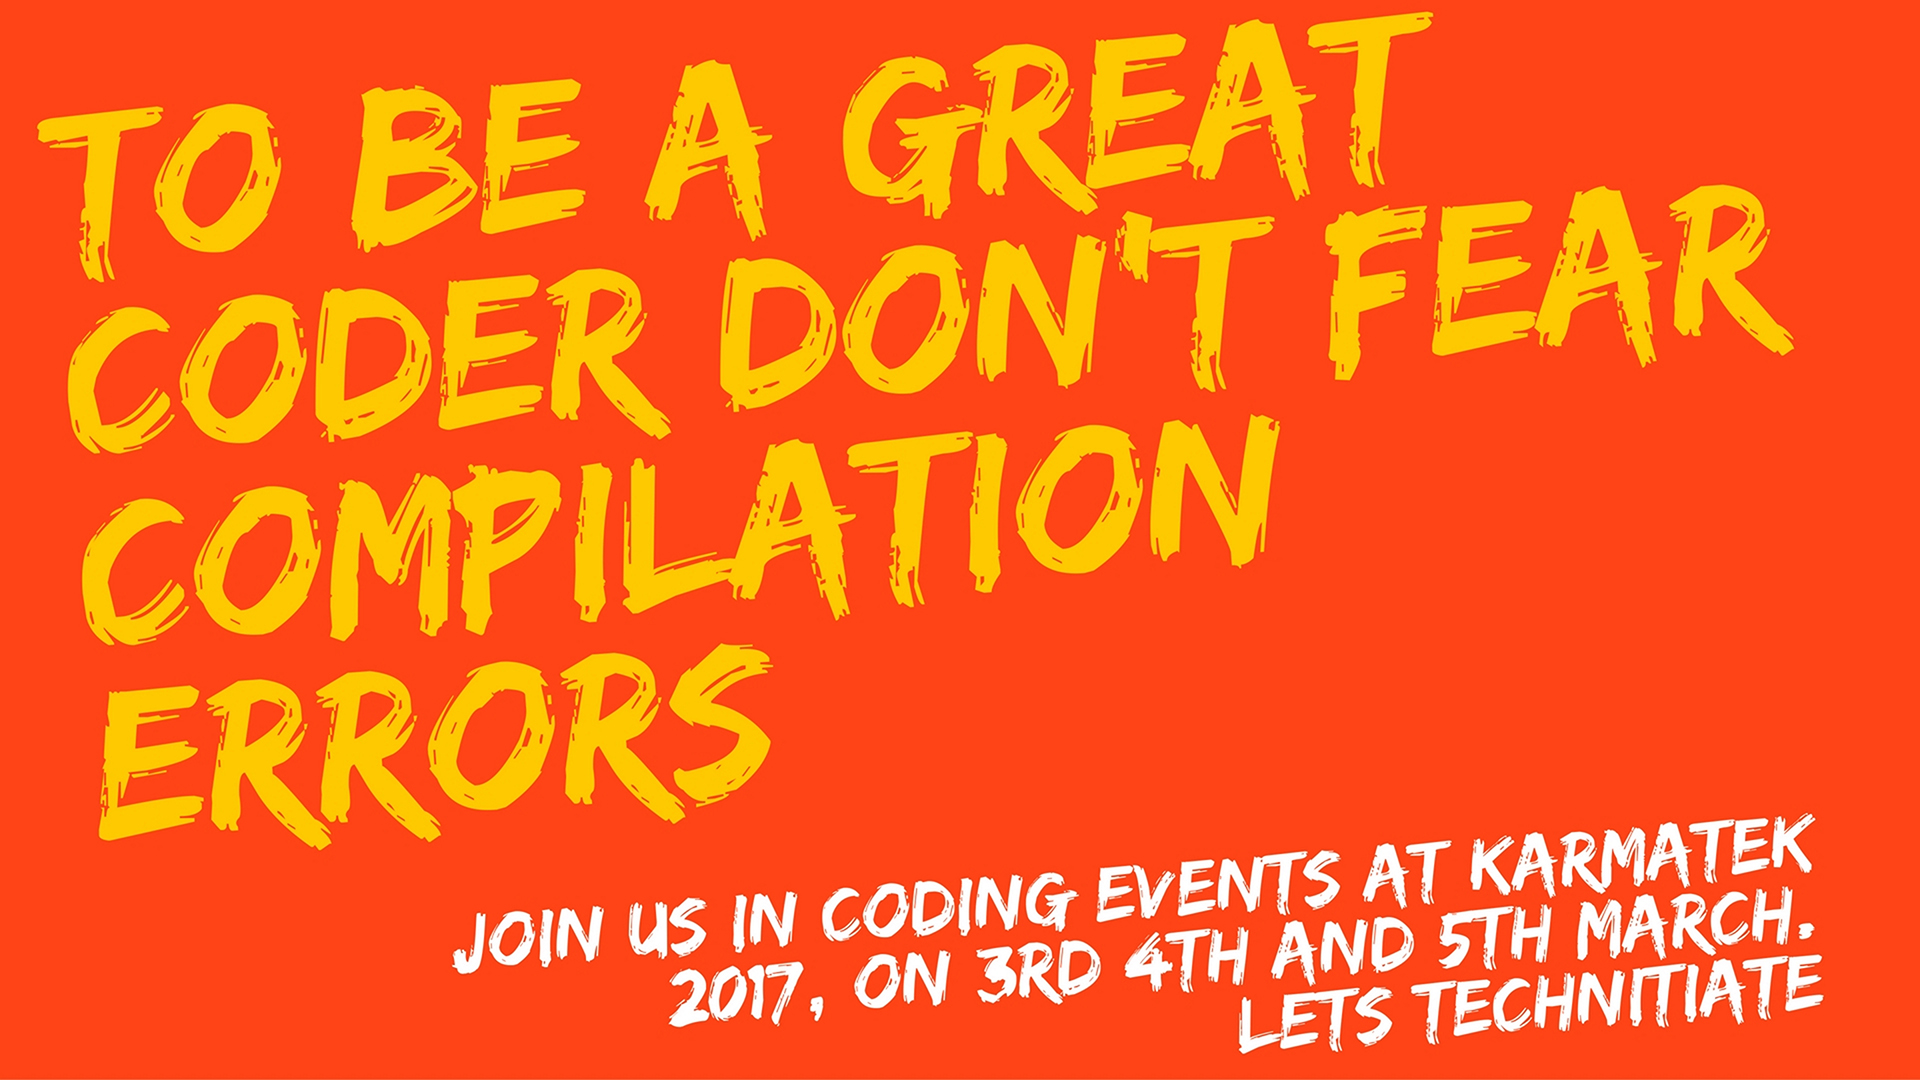 TO BE A GREAT
CODER DON'T FEAR
COMPILATION
ERRORS
JOIN US IN CODING EVENTS AT KARMATEK
2017, ON 3RD 4TH AND 5TH MARCH.
LETS TECHNITIATE